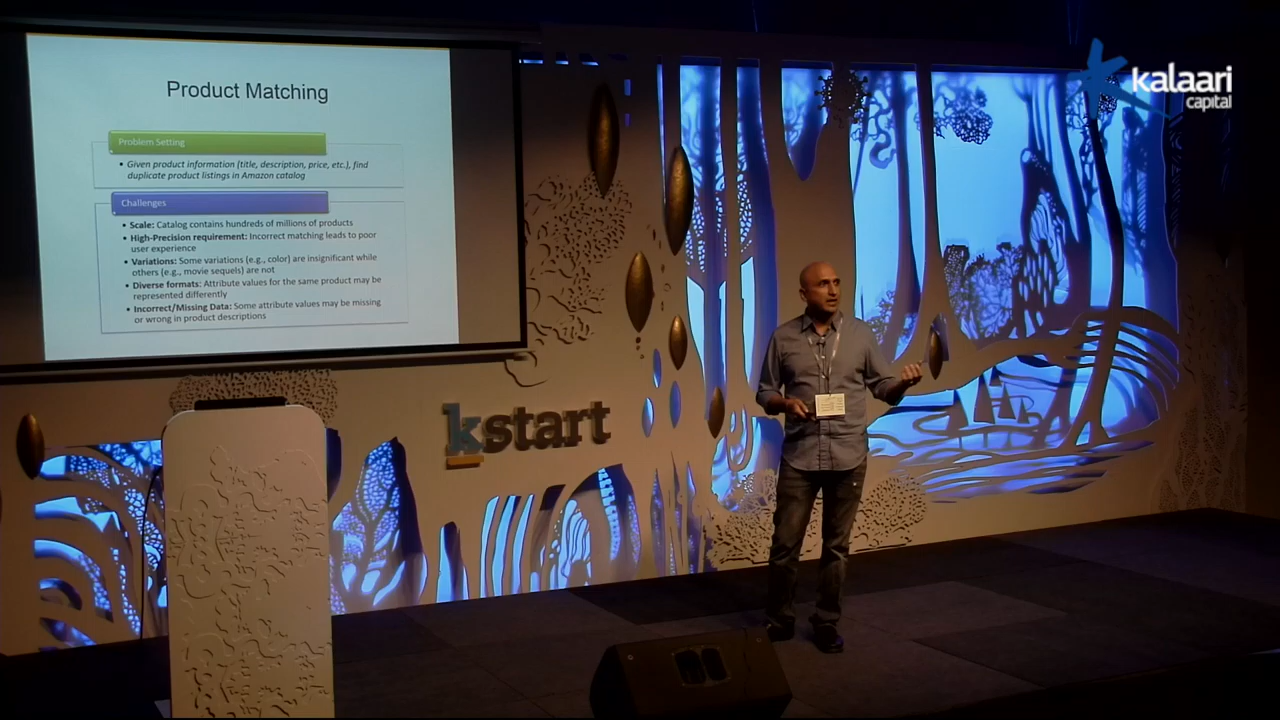 Product Matching
Problem Setting
• Given product information (title, description, price, etc.), find
duplicate product listings in Amazon catalog
Challenges
• Scale: Catalog contains hundreds of millions of products
• High-Precision requirement: Incorrect matching leads to poor
user experience
• Variations: Some variations (e.g., color) are insignificant while
others (e.g., movie sequels) are not
• Diverse formats: Attribute values for the same product may be
represented differently
• Incorrect/Missing Data: Some attribute values may be missing
or wrong in product descriptions
kalaari
capital
kstart